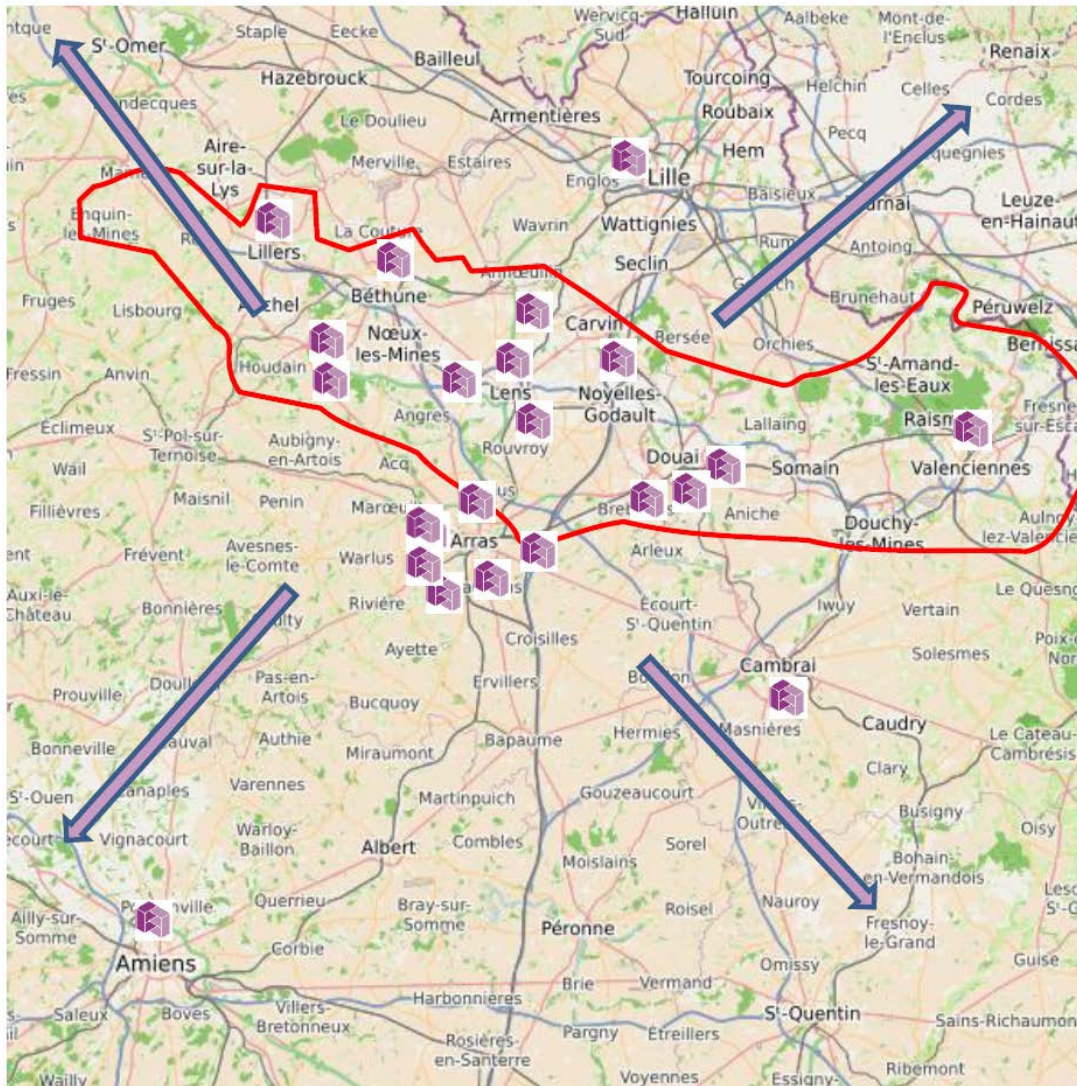 Wervicq-
Sud
Halluin
Aalbeke
Mont-de-
l'Enclus
Sᵗ-Omer
Staple
Eecke
Bailleul
Tourcoing
Helchin
Celles
Renaix
Cordes
Hazebrouck
Armentières
Roubaix
Pecq
Le Doulieu
Aire-
sur-la-
Lys
Merville
Estaires
Englos
Lille
Hem
Baisieux
Leuze-
en-Hainaut
Wattignies
Wavrin
La Couture
Enquin-
les-Mines
Lillers
Seclin
Antoing
Béthune
Brunehaut
Péruwelz
Fruges
Lisbourg
Nœux-
les-Mines
Carvin
Bersée
Orchies
Sᵗ-Amand-
les-Eaux
Houdain
Fressin
Anvin
Lens
Noyelles-
Godault
Angres
Lallaing
Éclimeux
Sᵗ-Pol-sur-
Ternoise
Aubigny-
en-Artois
Rouvroy
Valenciennes
Wail
Acq
Douai
Somain
Maisnil
Penin
Fillièvres
Aniche
Douchy-
les-Mines
Frévent
Avesnes-
le-Comte
Warlus
Arras
Arleux
Auxi-le-
Château
Bonnières
Rivière
Écourt-
Sᵗ-Quentin
Iwuy
Vertain
Croisilles
Ayette
Cambrai
Solesmes
Prouville
Pas-en-
Artois
Ervillers
Bucquoy
Hermies
Masnières
Caudry
Le Cateau-
Cambrésis
Bonneville
Authie
Miraumont
Bapaume
Clary
Sᵗ-Ouen
Varennes
Martinpuich
Gouzeaucourt
Busigny
Oisy
Vignacourt
Warloy-
Baillon
Albert
Combles
Sorel
Moislains
Bohain-
en-Vermandois
Ailly-sur-
Somme
Querrieu
Bray-sur-
Somme
Roisel
Nauroy
Péronne
Fresnoy-
le-Grand
Corbie
Amiens
Omissy
Guise
Brie
Vermand
Harbonnières
Saleux
Boves
Villers-
Bretonneux
Sᵗ-Quentin
Sains-Richaumont
Pargny
Étreillers
Rosières-
en-Santerre
Wailly
Voyennes
Ribemont